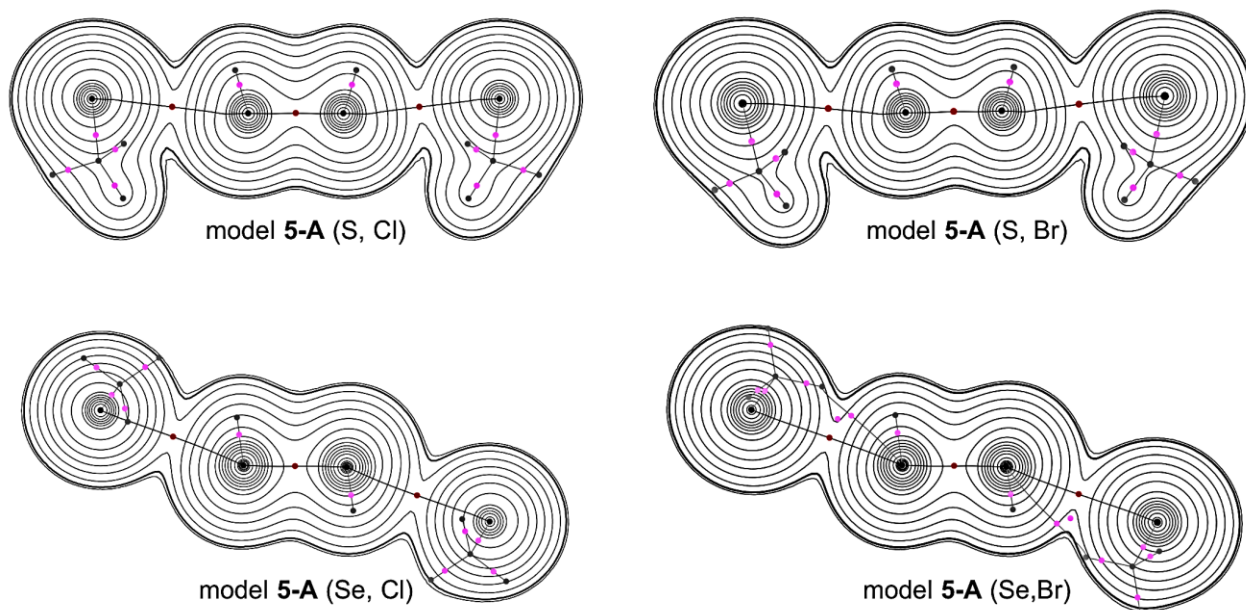 model 5-A (S, Cl)
model 5-A (S, Br)
model 5-A (Se, Cl)
model 5-A (Se,Br)